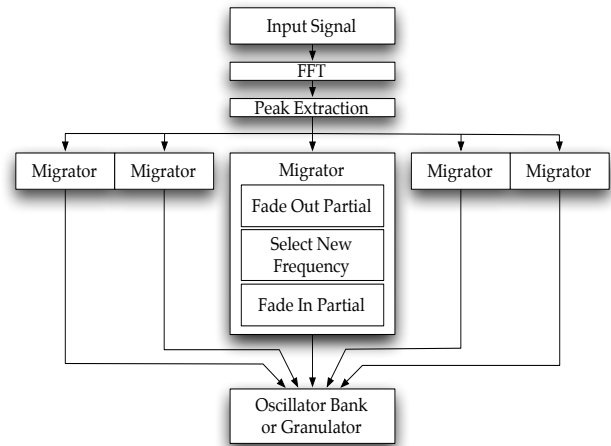 Input Signal
FFT
Peak Extraction
Migrator
Migrator
Migrator
Migrator
Migrator
Fade Out Partial
Select New
Frequency
Fade In Partial
Oscillator Bank
or Granulator